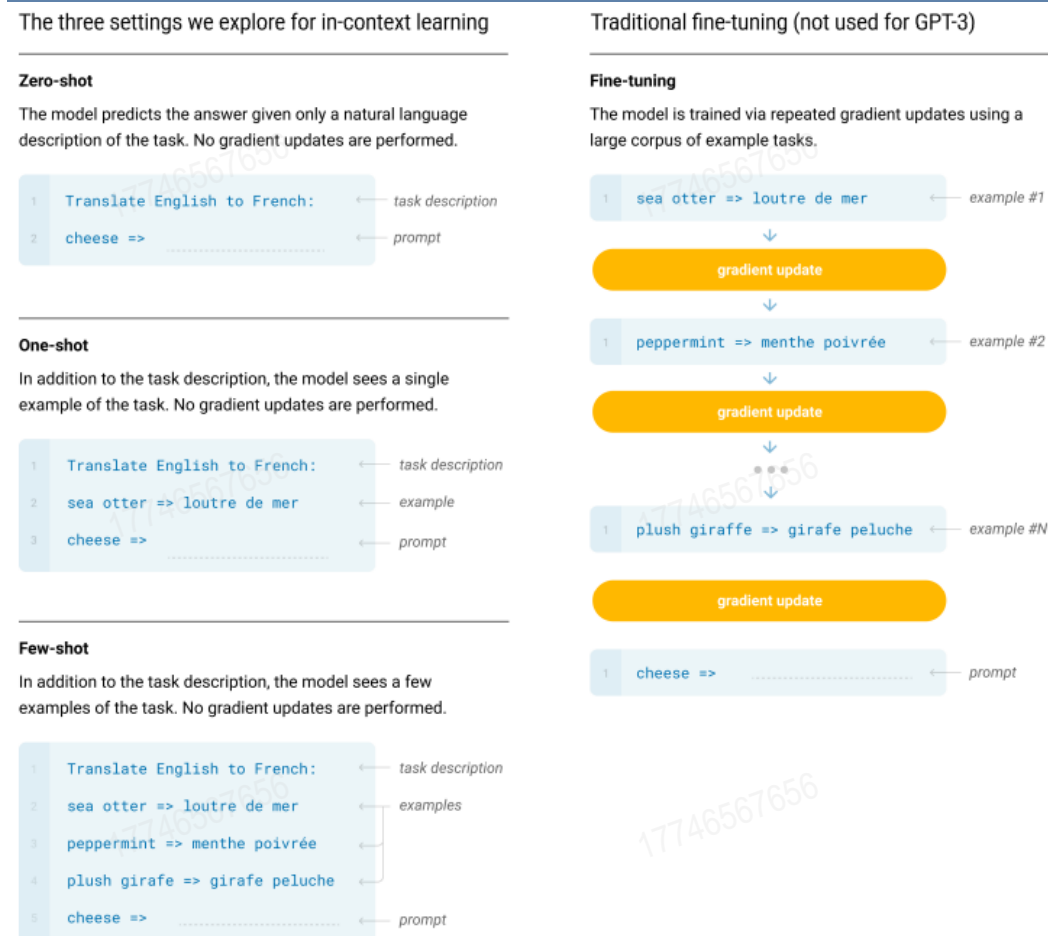 The three settings we explore for in-context learning
Zero-shot
The model predicts the answer given only a natural language
description of the task. No gradient updates are performed.
1 Translate English to French: task description
2 cheese => prompt
One-shot
In addition to the task description, the model sees a single
example of the task. No gradient updates are performed.
1 Translate English to French: task description
2 sea otter => loutre de mer example
3 cheese => prompt
Few-shot
In addition to the task description, the model sees a few
examples of the task. No gradient updates are performed.
1 Translate English to French: task description
2 sea otter => loutre de mer examples
3 peppermint => menthe poivrée
4 plush girafe => girafe peluche
5 cheese => prompt
Traditional fine-tuning (not used for GPT-3)
Fine-tuning
The model is trained via repeated gradient updates using a
large corpus of example tasks.
1 sea otter => loutre de mer example #1
gradient update
1 peppermint => menthe poivrée example #2
gradient update
1 plush giraffe => girafe peluche example #N
gradient update
1 cheese => prompt
17746567656
17746567656
17746567656
17746567656
17746567656
17746567656